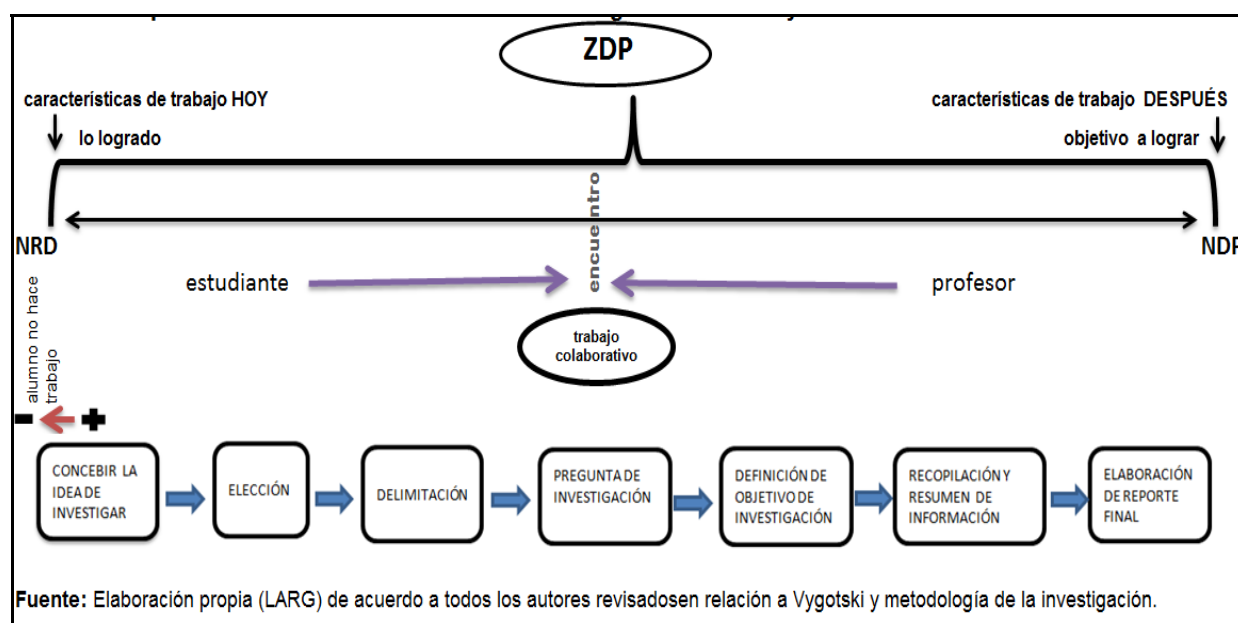 ZDP
características de trabajo HOY
lo logrado
características de trabajo DESPUÉS
objetivo a lograr
encuentro
NRD
NDP
estudiante
profesor
trabajo
colaborativo
alumno no hace
trabajo
- +
CONCEBIR LA
IDEA DE
INVESTIGAR
ELECCIÓN
DELIMITACIÓN
PREGUNTA DE
INVESTIGACIÓN
DEFINICIÓN DE
OBJETIVO DE
INVESTIGACIÓN
RECOPILACIÓN Y
RESUMEN DE
INFORMACIÓN
ELABORACIÓN
DE REPORTE
FINAL
Fuente: Elaboración propia (LARG) de acuerdo a todos los autores revisadosen relación a Vygotski y metodología de la investigación.